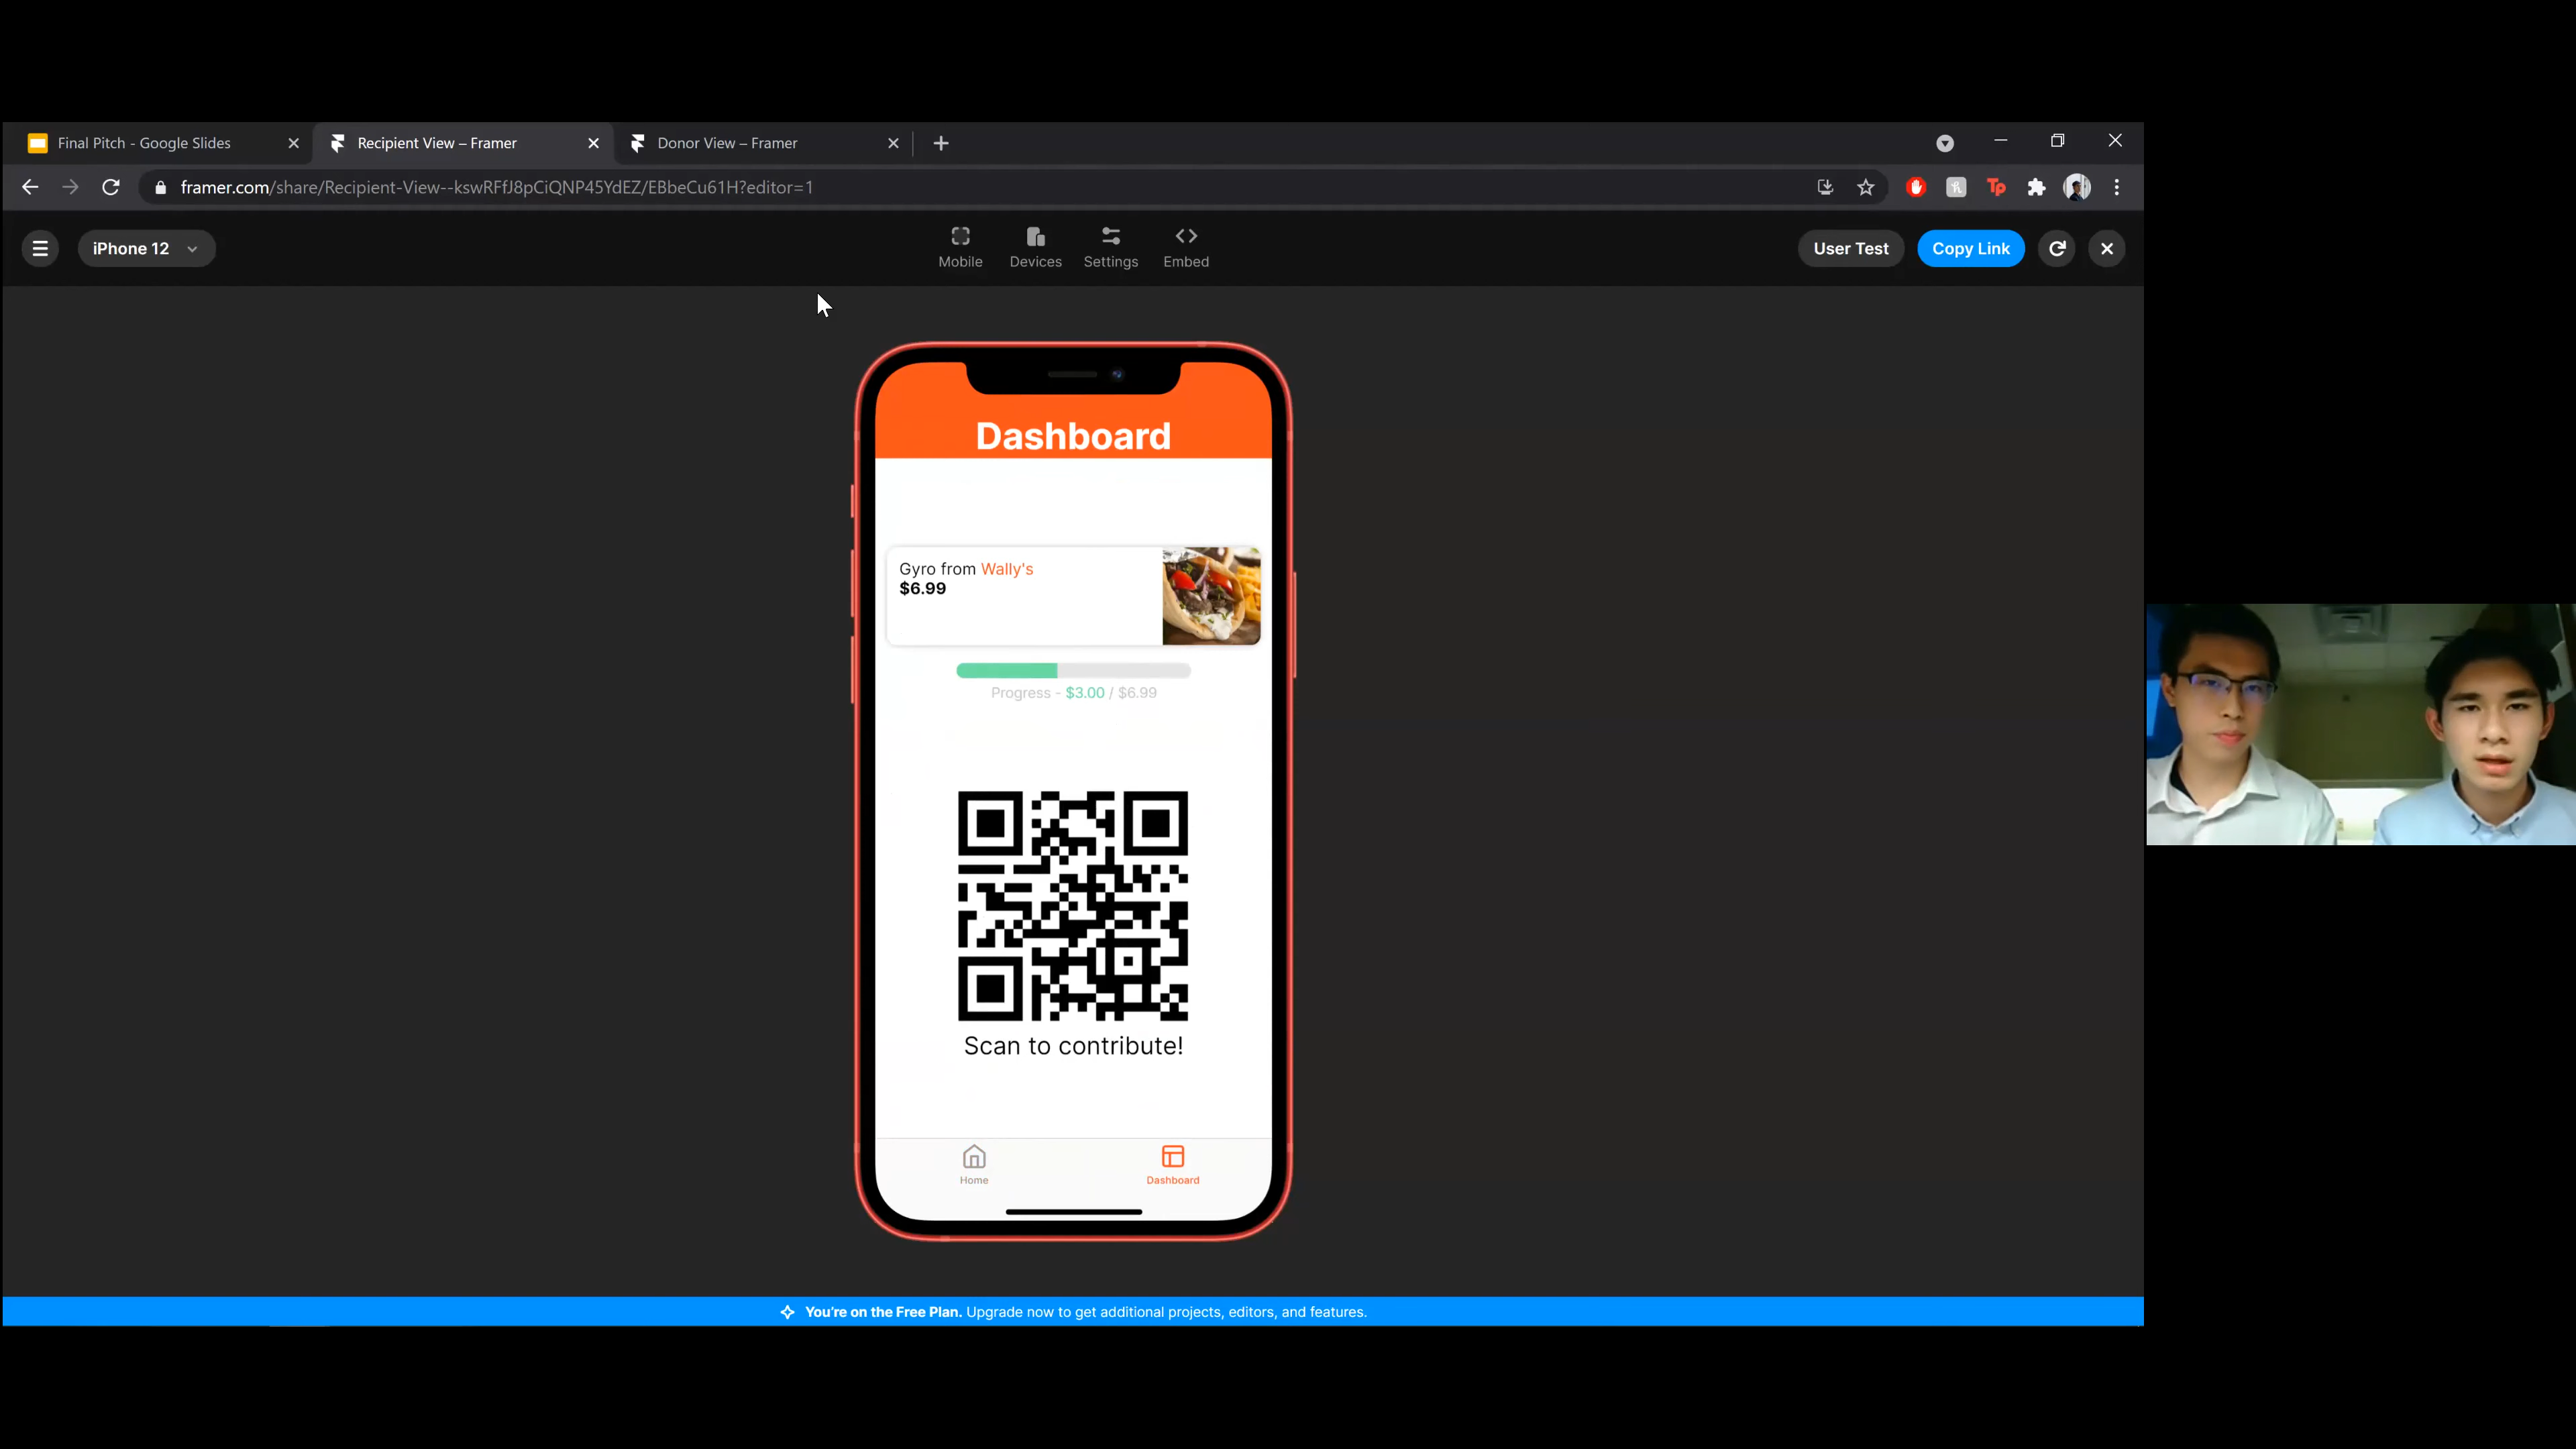 Final Pitch - Google Slides
Recipient View – Framer
Donor View – Framer
framer.com/share/Recipient-View--kswRFfJ8pCiQNP45YdEZ/EBbeCu61H?editor=1
Tp
iPhone 12
Mobile
Devices
Settings
Embed
User Test
Copy Link
Dashboard
Gyro from Wally's
$6.99
Progress - $3.00 / $6.99
Scan to contribute!
Home
Dashboard
You're on the Free Plan. Upgrade now to get additional projects, editors, and features.